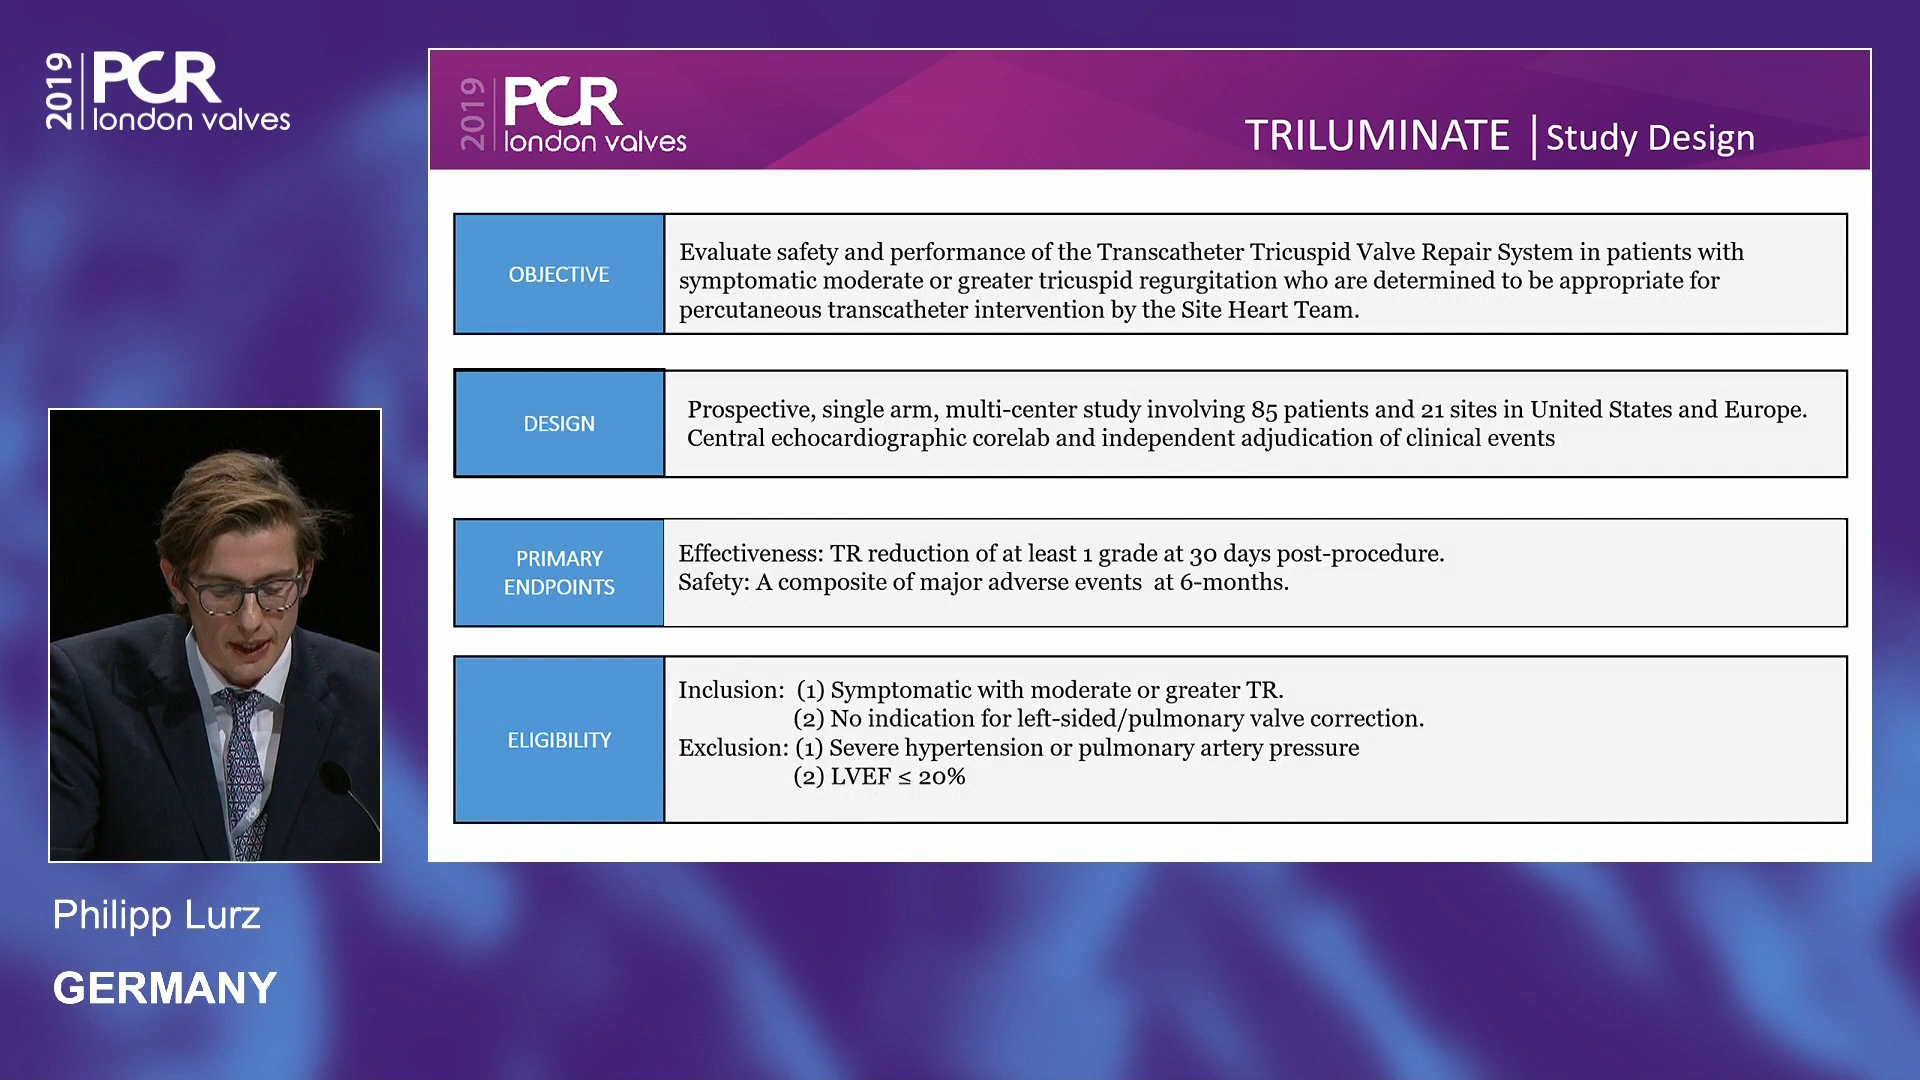 2019 PCR london valves
2019 PCR london valves
TRILUMINATE | Study Design
OBJECTIVE
Evaluate safety and performance of the Transcatheter Tricuspid Valve Repair System in patients with
symptomatic moderate or greater tricuspid regurgitation who are determined to be appropriate for
percutaneous transcatheter intervention by the Site Heart Team.
DESIGN
Prospective, single arm, multi-center study involving 85 patients and 21 sites in United States and Europe.
Central echocardiographic corelab and independent adjudication of clinical events
PRIMARY
ENDPOINTS
Effectiveness: TR reduction of at least 1 grade at 30 days post-procedure.
Safety: A composite of major adverse events at 6-months.
ELIGIBILITY
Inclusion: (1) Symptomatic with moderate or greater TR.
(2) No indication for left-sided/pulmonary valve correction.
Exclusion: (1) Severe hypertension or pulmonary artery pressure
(2) LVEF ≤ 20%
Philipp Lurz
GERMANY